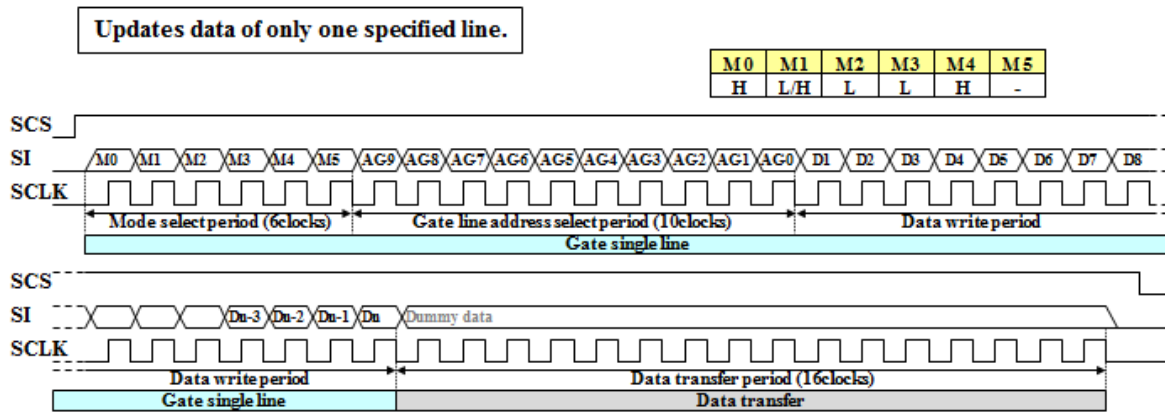 Updates data of only one specified line.
M0 M1 M2 M3 M4 M5
H L/H L L H -
SCS
SI M0 M1 M2 M3 M4 M5 AG9 AG8 AG7 AG6 AG5 AG4 AG3 AG2 AG1 AG0 D1 D2 D3 D4 D5 D6 D7 D8
SCLK
Mode select period (6clocks) Gate line address select period (10clocks) Data write period
Gate single line
SCS
SI Dn-3 Dn-2 Dn-1 Dn Dummy data
SCLK
Data write period Data transfer period (16clocks)
Gate single line Data transfer